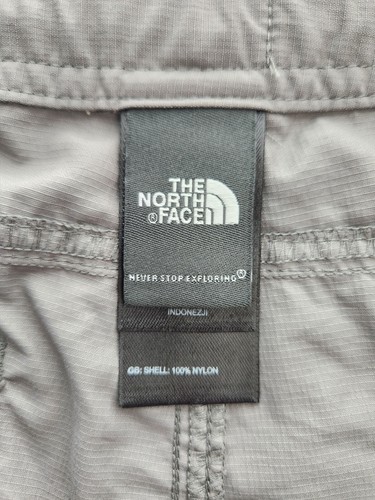 THE
NORTH
® FACE
NEVER STOP EXPLORING®
INDONEZJI
GB: SHELL: 100% NYLON